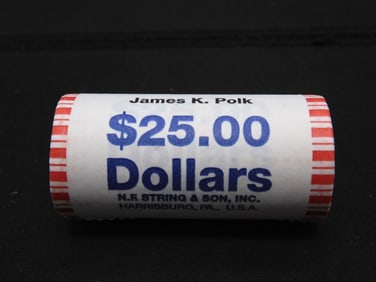 James K. Polk
$25.00
Dollars
N.F. STRING & SON, INC.
HARRISBURG, PA., U.S.A.